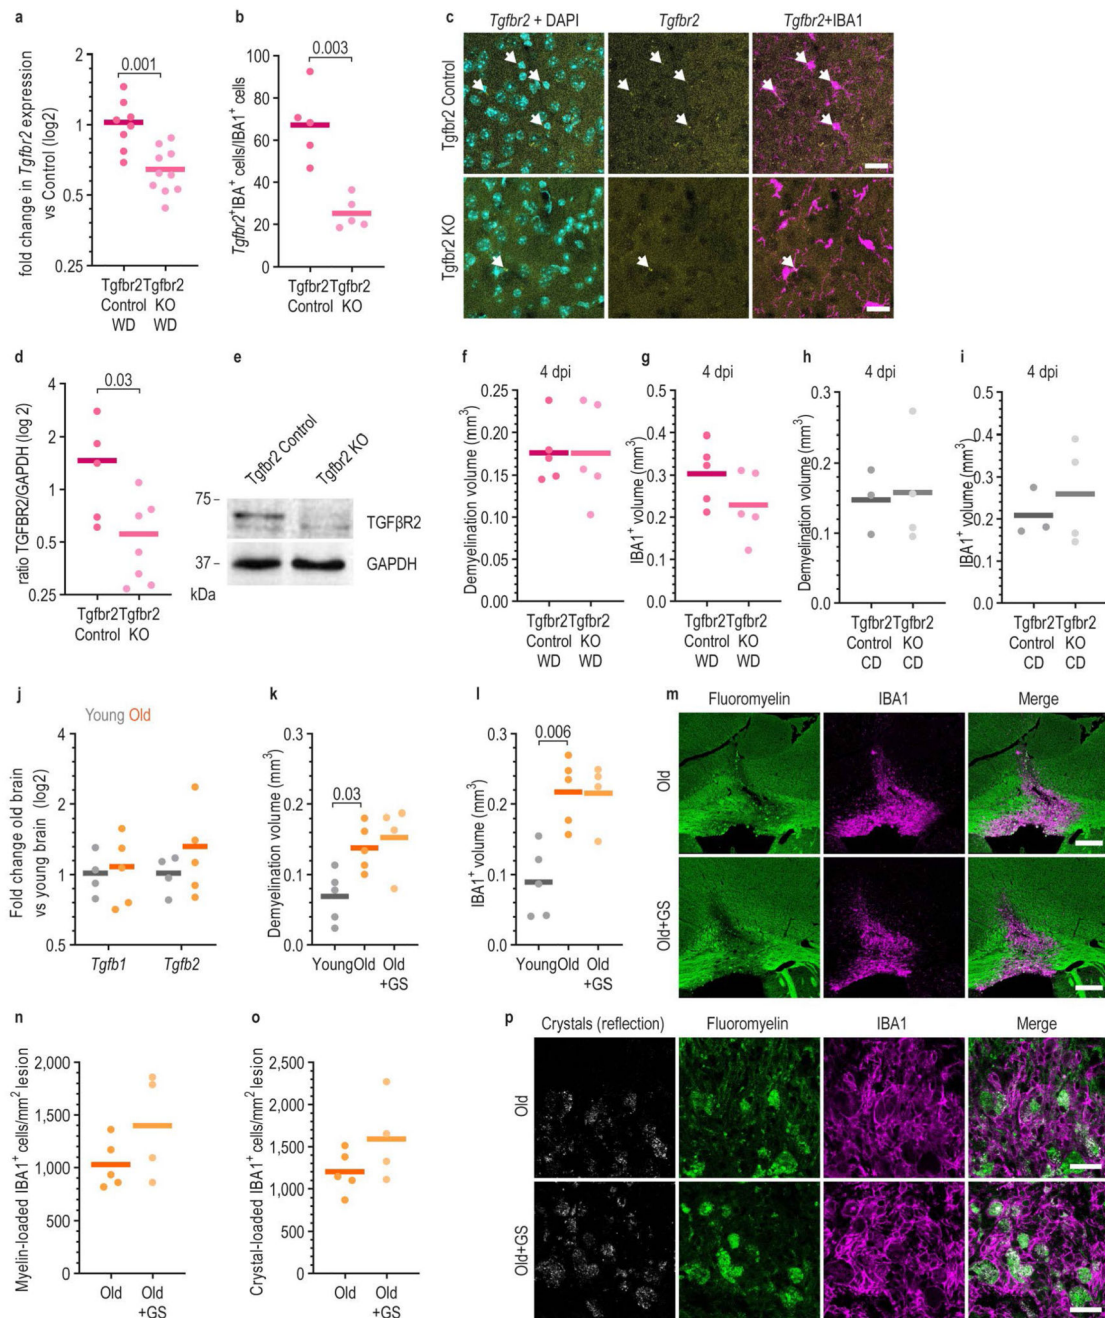 a
fold change in Tgfbr2 expression
vs Control (log2)
2
1
0.5
0.25
0.001
Tgfbr2 Tgfbr2
Control KO
WD WD
b
Tgfbr2+IBA+ cells/IBA1+ cells
100
80
60
40
20
0
0.003
Tgfbr2 Tgfbr2
Control KO
c
Tgfbr2 + DAPI
Tgfbr2
Tgfbr2+IBA1
Tgfbr2 Control
Tgfbr2 KO
d
ratio TGFBR2/GAPDH (log 2)
4
2
1
0.5
0.25
0.03
Tgfbr2 Tgfbr2
Control KO
e
Tgfbr2 Control
Tgfbr2 KO
75
TGFβR2
37
GAPDH
kDa
f
4 dpi
Demyelination volume (mm3)
0.25
0.20
0.15
0.10
0.05
0.00
Tgfbr2 Tgfbr2
Control KO
WD WD
g
4 dpi
IBA1+ volume (mm3)
0.5
0.4
0.3
0.2
0.1
0.0
Tgfbr2 Tgfbr2
Control KO
WD WD
h
4 dpi
Demyelination volume (mm3)
0.3
0.2
0.1
0.0
Tgfbr2 Tgfbr2
Control KO
CD CD
i
4 dpi
IBA1+ volume (mm3)
0.5
0.4
0.3
0.2
0.1
0.0
Tgfbr2 Tgfbr2
Control KO
CD CD
j
Young Old
Fold change old brain
vs young brain (log2)
4
2
1
0.5
Tgfb1 Tgfb2
k
Demyelination volume (mm3)
0.3
0.2
0.1
0.0
0.03
Young Old Old
+GS
l
IBA1+ volume (mm3)
0.3
0.2
0.1
0.0
0.006
Young Old Old
+GS
m
Fluoromyelin
IBA1
Merge
Old
Old+GS
n
Myelin-loaded IBA1+ cells/mm2 lesion
2,000
1,500
1,000
500
0
Old Old
+GS
o
Crystal-loaded IBA1+ cells/mm2 lesion
2,500
2,000
1,500
1,000
500
0
Old Old
+GS
p
Crystals (reflection)
Fluoromyelin
IBA1
Merge
Old
Old+GS